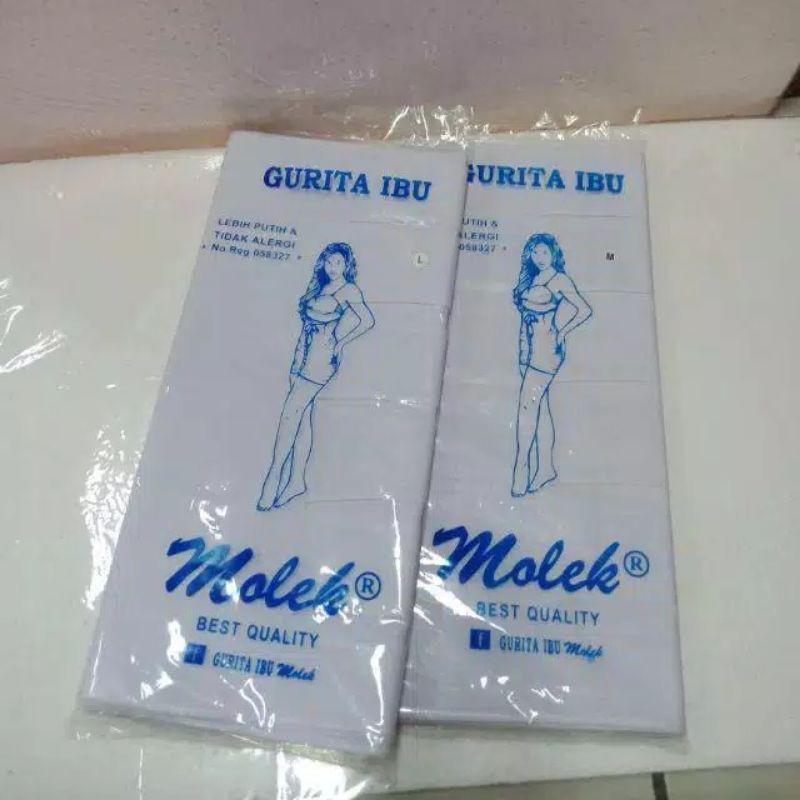 GURITA IBU
LEBIH PUTIH &
TIDAK ALERGI
* No Reg 058327 *
L
Molek®
BEST QUALITY
f GURITA IBU Molek
GURITA IBU
UTIH &
ALERGI
058327 *
M
Molek®
BEST QUALITY
f GURITA IBU Molek